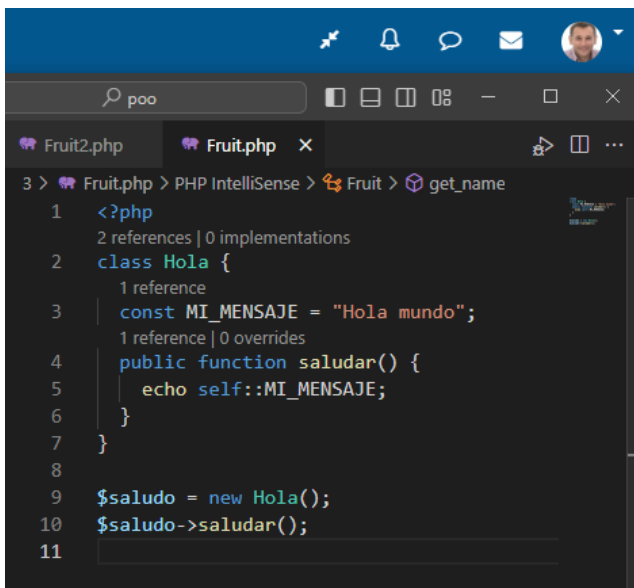 poo
Fruit2.php Fruit.php
3 > Fruit.php > PHP IntelliSense > Fruit > get_name
1 <?php
2 references | 0 implementations
2 class Hola {
1 reference
3 const MI_MENSAJE = "Hola mundo";
1 reference | 0 overrides
4 public function saludar() {
5 echo self::MI_MENSAJE;
6 }
7 }
8
9 $saludo = new Hola();
10 $saludo->saludar();
11